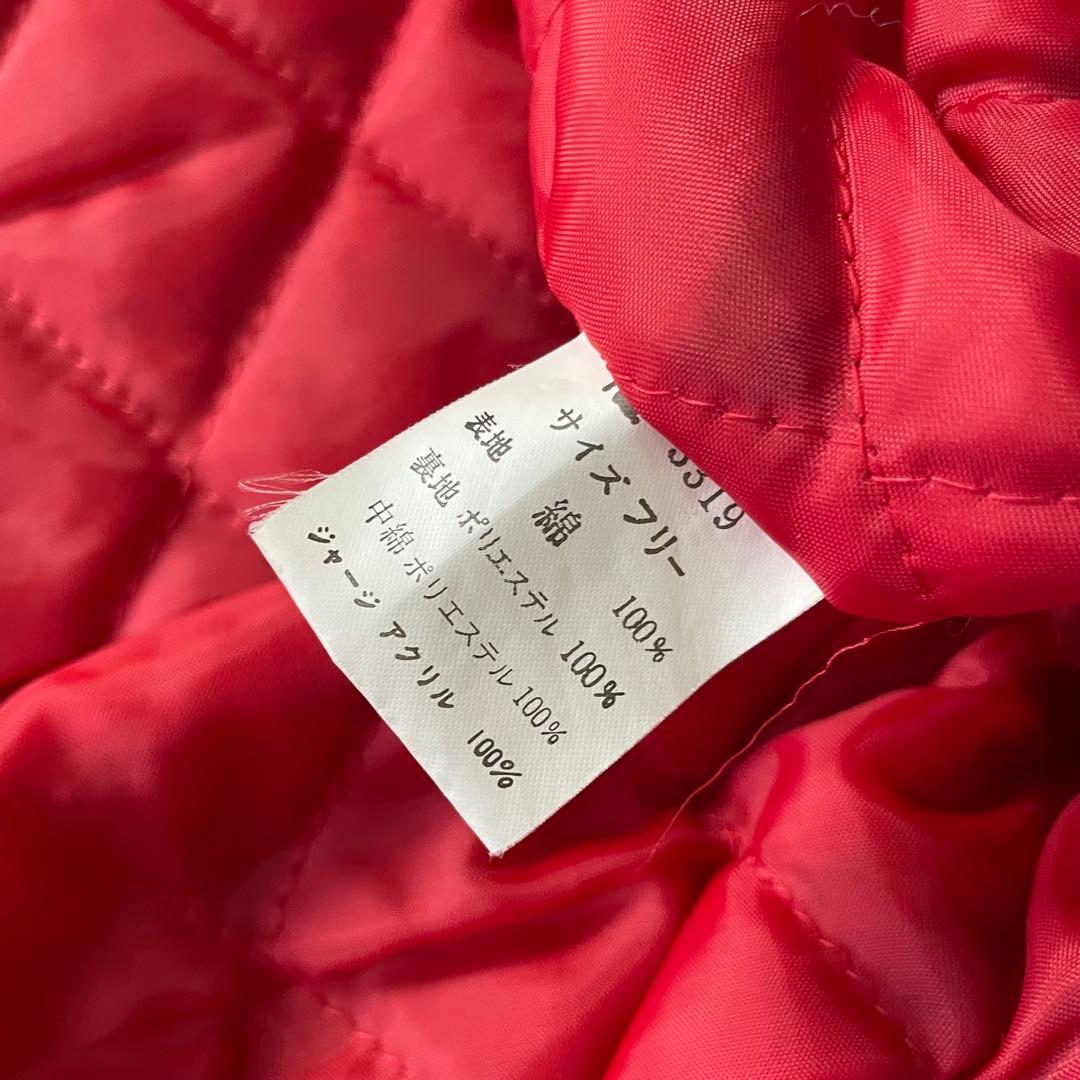 3319
サイズ フリー
表地 綿 100%
裏地 ポリエステル 100%
中綿 ポリエステル 100%
ジャージ アクリル 100%